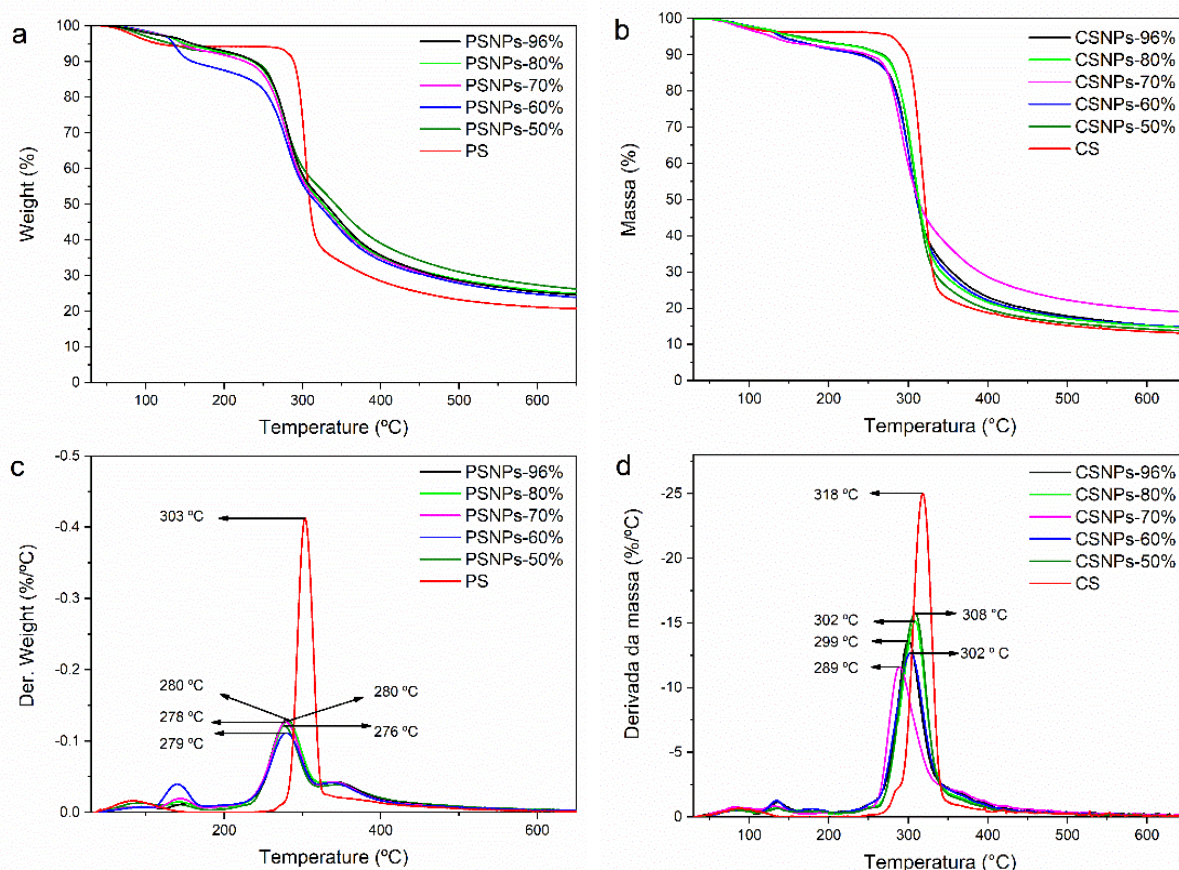 a
100
90
80
70
60
50
40
30
20
10
0
Weight (%)
PSNPs-96%
PSNPs-80%
PSNPs-70%
PSNPs-60%
PSNPs-50%
PS
100 200 300 400 500 600
Temperature (ºC)
b
100
90
80
70
60
50
40
30
20
10
0
Massa (%)
CSNPs-96%
CSNPs-80%
CSNPs-70%
CSNPs-60%
CSNPs-50%
CS
100 200 300 400 500 600
Temperatura (°C)
c
-0.5
-0.4
-0.3
-0.2
-0.1
0.0
Der. Weight (%/ºC)
PSNPs-96%
PSNPs-80%
PSNPs-70%
PSNPs-60%
PSNPs-50%
PS
303 ºC
280 ºC
280 ºC
278 ºC
276 ºC
279 ºC
200 400 600
Temperature (ºC)
d
-25
-20
-15
-10
-5
0
Derivada da massa (%/°C)
CSNPs-96%
CSNPs-80%
CSNPs-70%
CSNPs-60%
CSNPs-50%
CS
318 ºC
308 ºC
302 ºC
299 ºC
302 º C
289 ºC
100 200 300 400 500 600
Temperatura (°C)